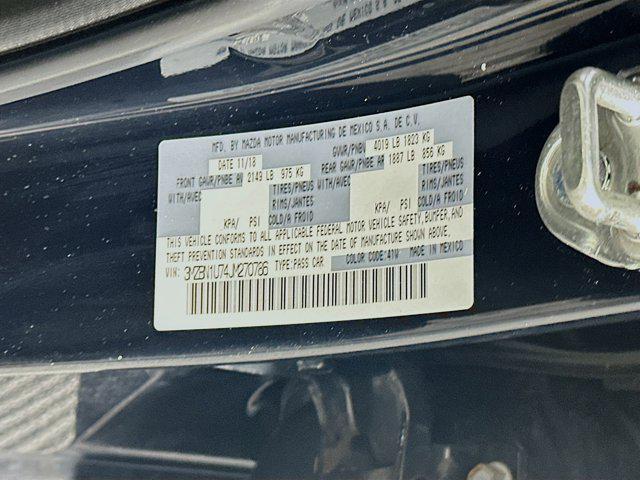 MFD. BY MAZDA MOTOR MANUFACTURING DE MEXICO S.A. DE C.V.
DATE 11/18 GVWR/PNBV 4019 LB 1823 KG
FRONT GAWR/PNBE AV 2149 LB 975 KG REAR GAWR/PNBE AR 1887 LB 856 KG
WITH/AVEC TIRES/PNEUS WITH/AVEC TIRES/PNEUS
RIMS/JANTES RIMS/JANTES
KPA/ PSI COLD/A FROID KPA/ PSI COLD/A FROID
THIS VEHICLE CONFORMS TO ALL APPLICABLE FEDERAL MOTOR VEHICLE SAFETY, BUMPER, AND
THEFT PREVENTION STANDARDS IN EFFECT ON THE DATE OF MANUFACTURE SHOWN ABOVE.
VIN: 3MZBN1U74JM270785 TYPE:PASS CAR COLOR CODE:41W MADE IN MEXICO